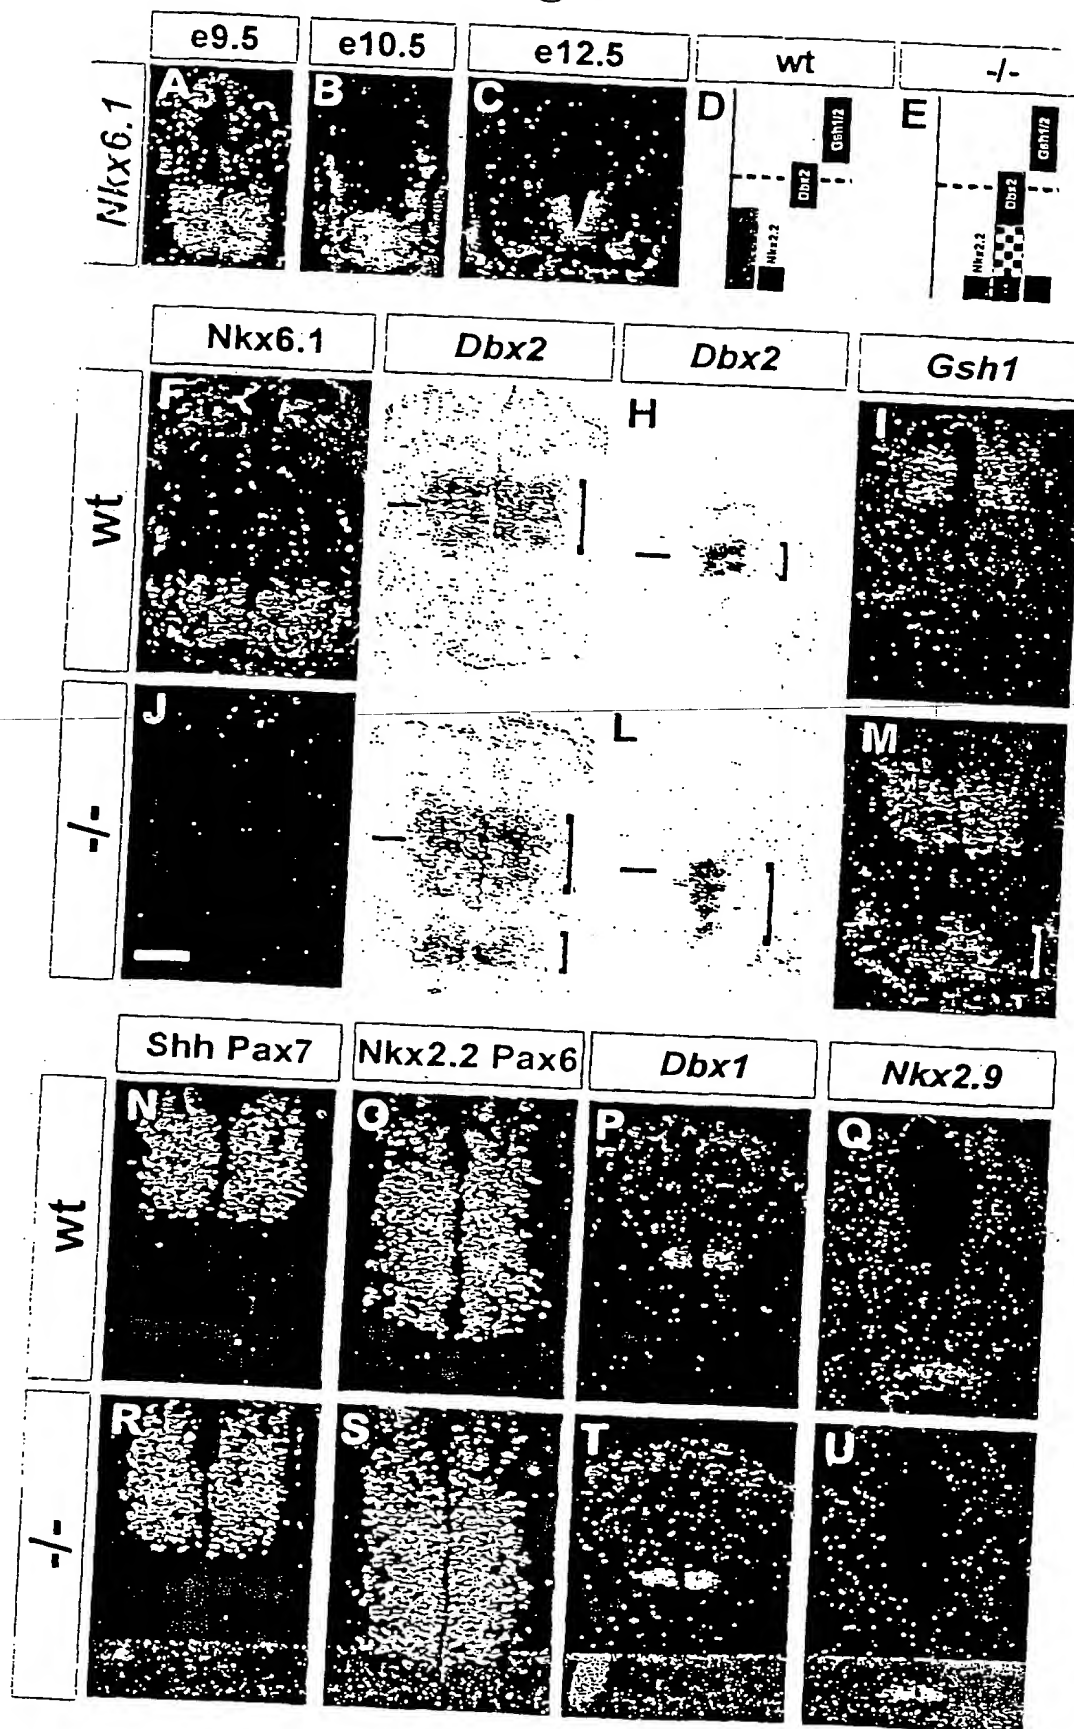 e9.5 e10.5 e12.5 wt -/-
Nkx6.1
A B C D E
Gsh1/2 Gsh1/2
Dbx2 Dbx2
Nkx2.2 Nkx2.2
Nkx6.1 Dbx2 Dbx2 Gsh1
wt
F H I
-/-
J L M
Shh Pax7 Nkx2.2 Pax6 Dbx1 Nkx2.9
wt
N O P Q
-/-
R S T U